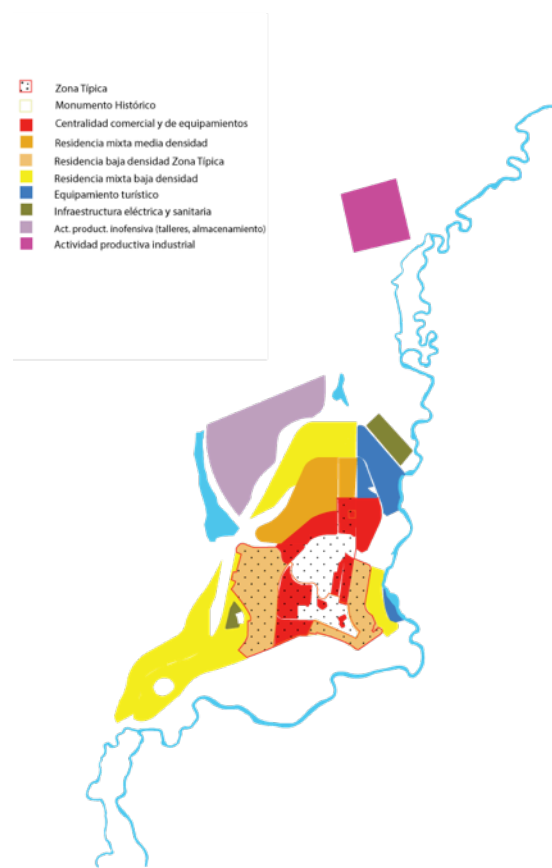 Zona Típica
Monumento Histórico
Centralidad comercial y de equipamientos
Residencia mixta media densidad
Residencia baja densidad Zona Típica
Residencia mixta baja densidad
Equipamiento turístico
Infraestructura eléctrica y sanitaria
Act. product. inofensiva (talleres, almacenamiento)
Actividad productiva industrial